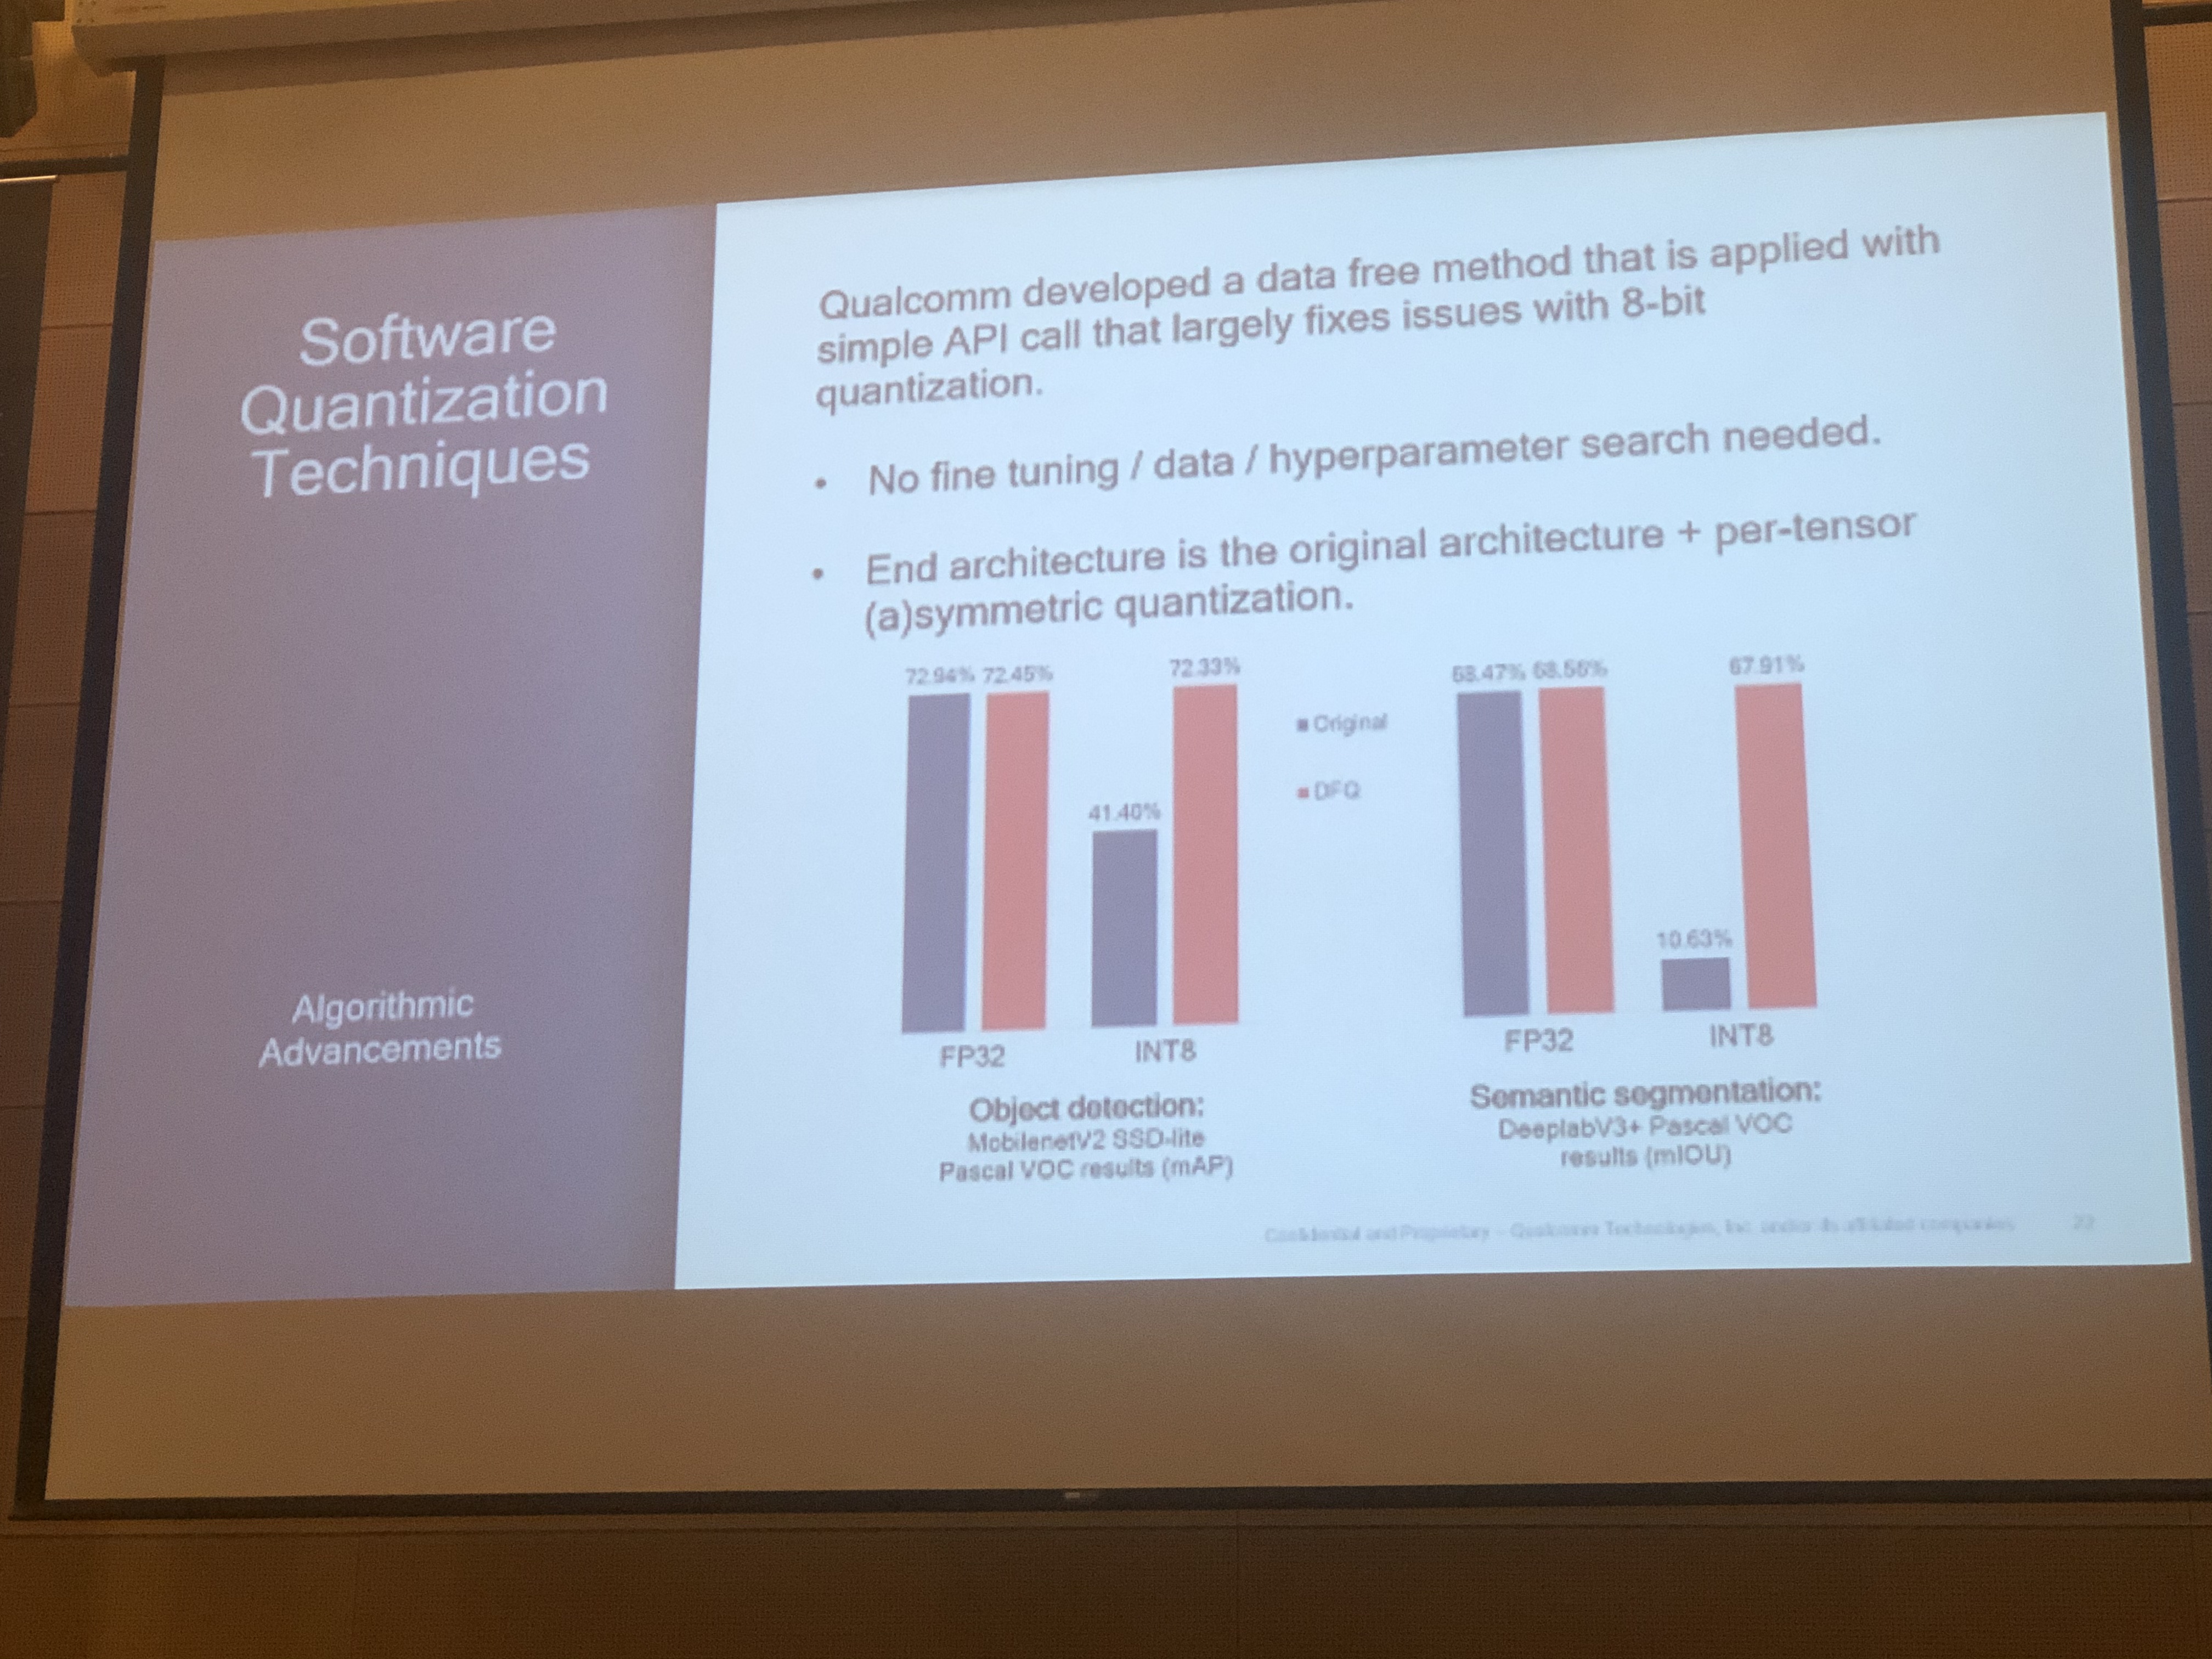 Software
Quantization
Techniques
Algorithmic
Advancements
Qualcomm developed a data free method that is applied with
simple API call that largely fixes issues with 8-bit
quantization.
• No fine tuning / data / hyperparameter search needed.
• End architecture is the original architecture + per-tensor
(a)symmetric quantization.
72.94% 72.45%
41.40%
72.33%
FP32 INT8
Object detection:
MobilenetV2 SSD-lite
Pascal VOC results (mAP)
Original
DFQ
68.47% 68.56%
10.63%
67.91%
FP32 INT8
Semantic segmentation:
DeeplabV3+ Pascal VOC
results (mIOU)
Confidential and Proprietary – Qualcomm Technologies, Inc. and/or its affiliated companies